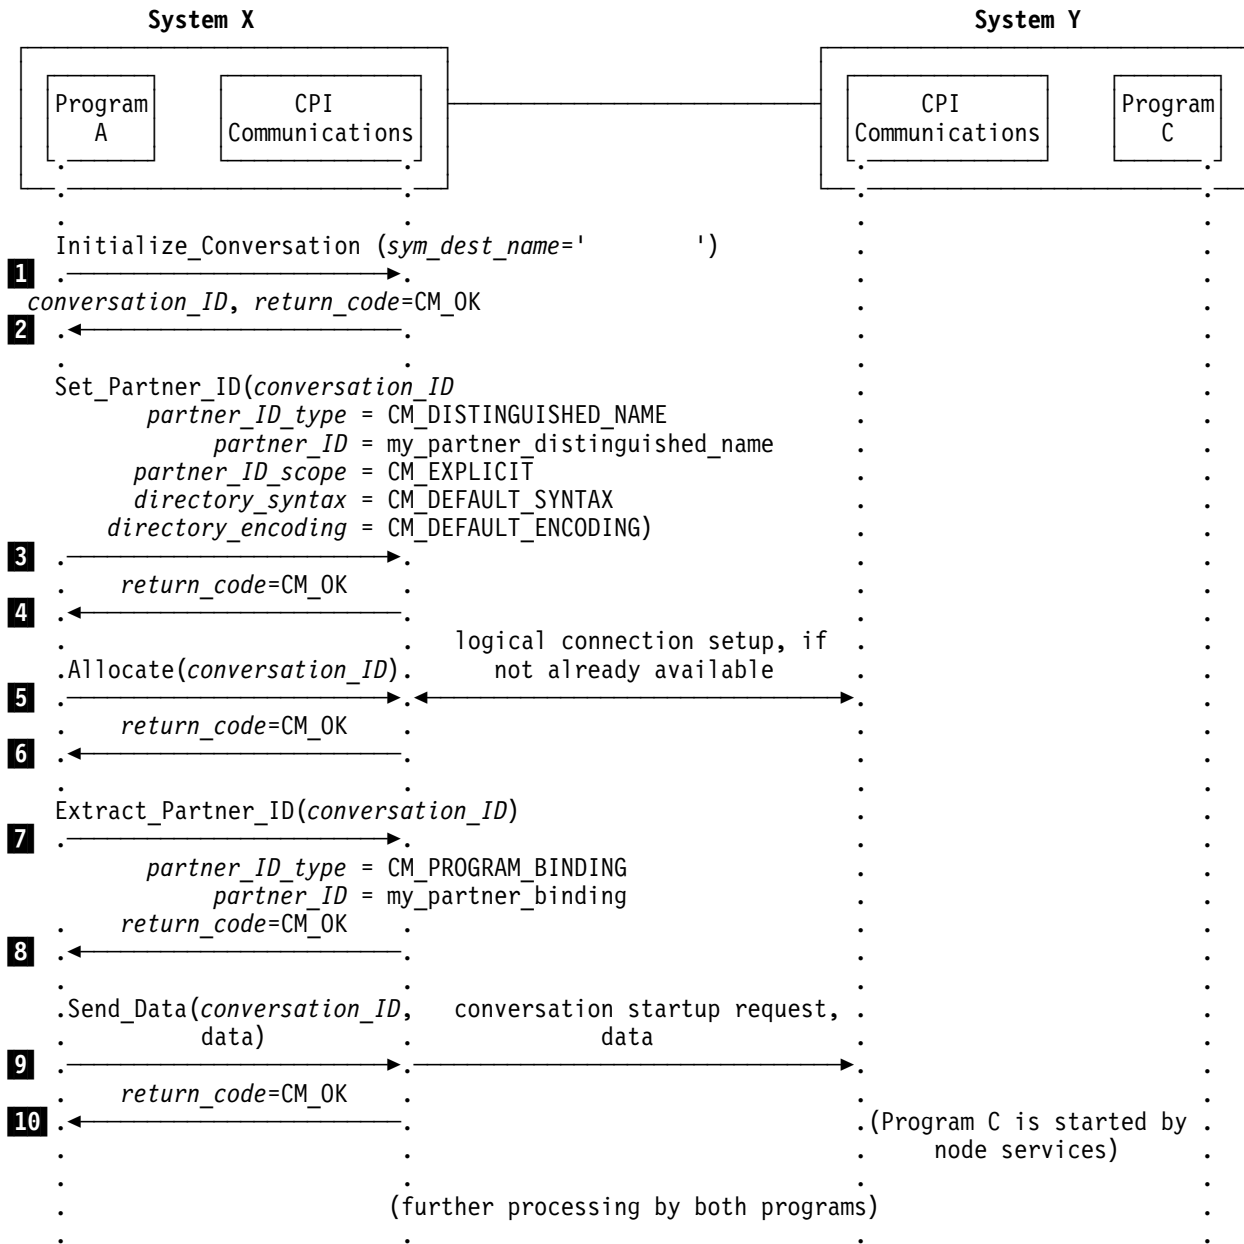 System X System Y
Program CPI CPI Program
A Communications Communications C
Initialize_Conversation (sym_dest_name='        ')
1
conversation_ID, return_code=CM_OK
2
Set_Partner_ID(conversation_ID
partner_ID_type = CM_DISTINGUISHED_NAME
partner_ID = my_partner_distinguished_name
partner_ID_scope = CM_EXPLICIT
directory_syntax = CM_DEFAULT_SYNTAX
directory_encoding = CM_DEFAULT_ENCODING)
3
return_code=CM_OK
4
logical connection setup, if
Allocate(conversation_ID) not already available
5
return_code=CM_OK
6
Extract_Partner_ID(conversation_ID)
7
partner_ID_type = CM_PROGRAM_BINDING
partner_ID = my_partner_binding
return_code=CM_OK
8
Send_Data(conversation_ID, conversation startup request,
data) data
9
return_code=CM_OK
10 (Program C is started by
node services)
(further processing by both programs)